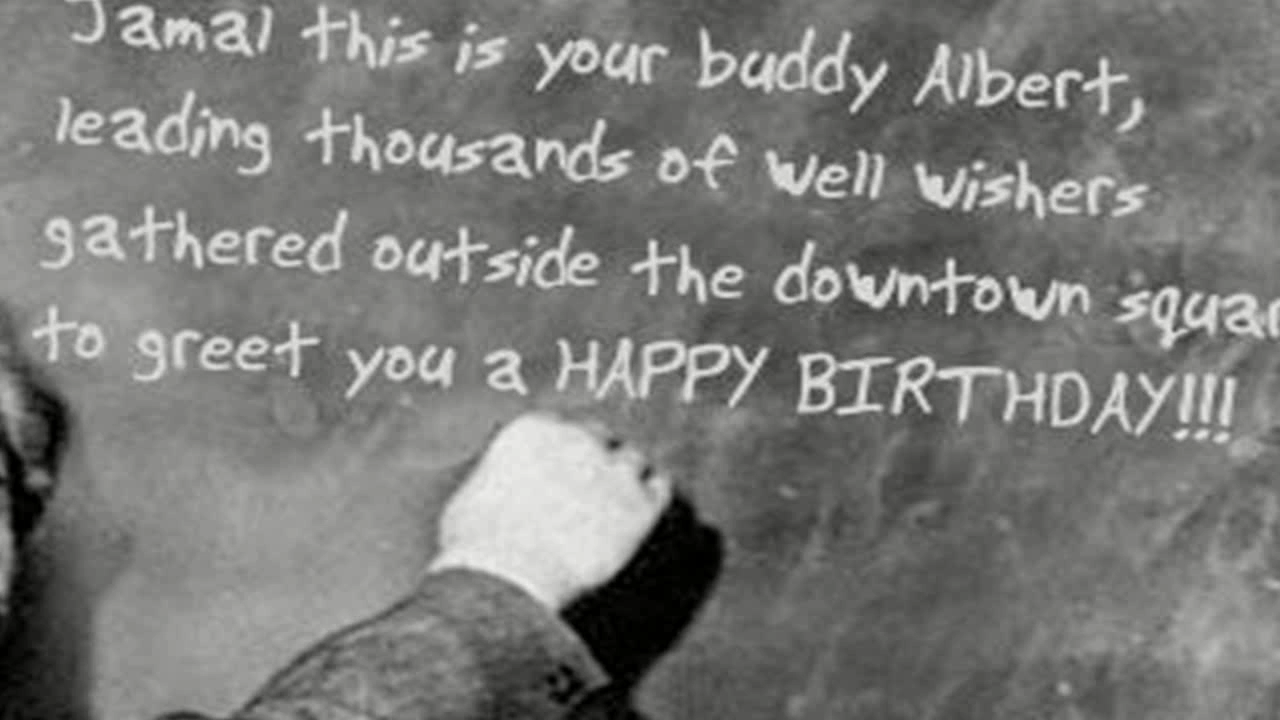 Jamal this is your buddy Albert,
leading thousands of well wishers
gathered outside the downtown
to greet you a HAPPY BIRTHDAY!!!